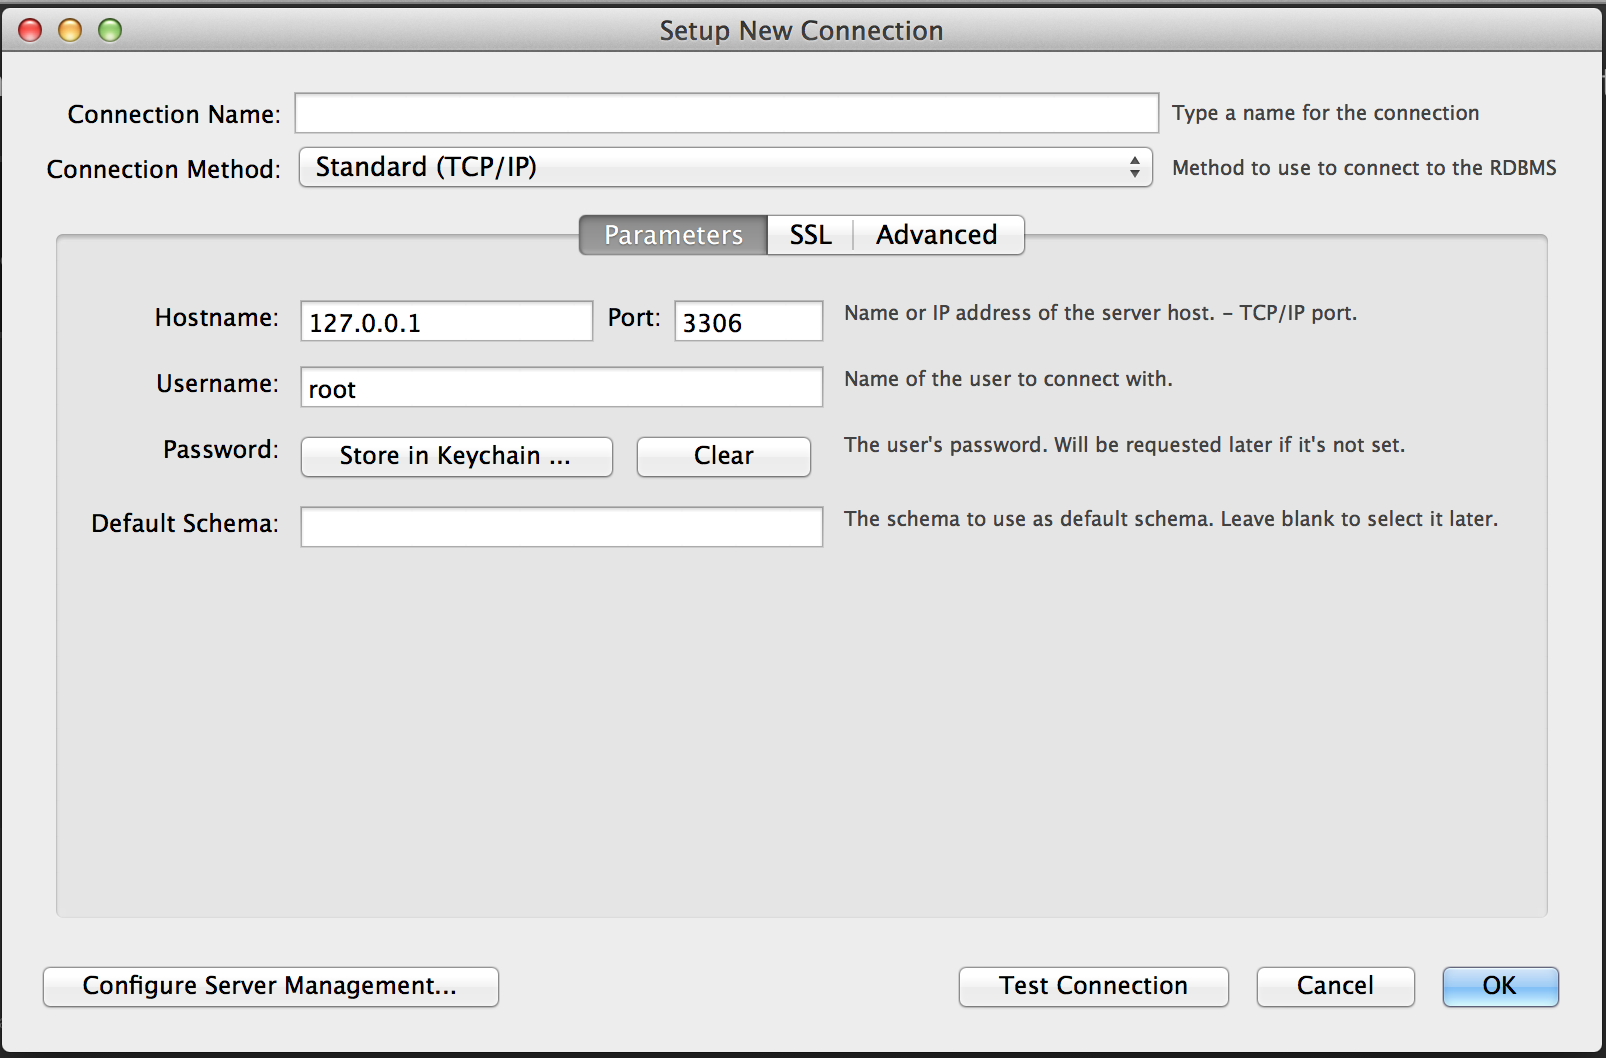 Setup New Connection
Connection Name: Type a name for the connection
Connection Method: Standard (TCP/IP) Method to use to connect to the RDBMS
Parameters SSL Advanced
Hostname: 127.0.0.1 Port: 3306 Name or IP address of the server host. – TCP/IP port.
Username: root Name of the user to connect with.
Password: Store in Keychain ... Clear The user's password. Will be requested later if it's not set.
Default Schema: The schema to use as default schema. Leave blank to select it later.
Configure Server Management... Test Connection Cancel OK